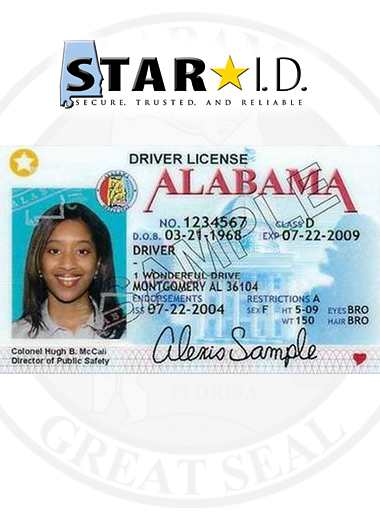 STAR I.D.
SECURE, TRUSTED, AND RELIABLE
DRIVER LICENSE
ALABAMA
NO. 1234567 CLASS D
D.O.B. 03-21-1968 EXP 07-22-2009
DRIVER
-
1 WONDERFUL DRIVE
MONTGOMERY AL 36104
ENDORSEMENTS RESTRICTIONS A
- SEX F HT 5-09 EYES BRO
ISS 07-22-2004 WT 150 HAIR BRO
SAMPLE
Alexis Sample
Colonel Hugh B. McCall
Director of Public Safety
ALABAMA
FLORIDA
GREAT SEAL